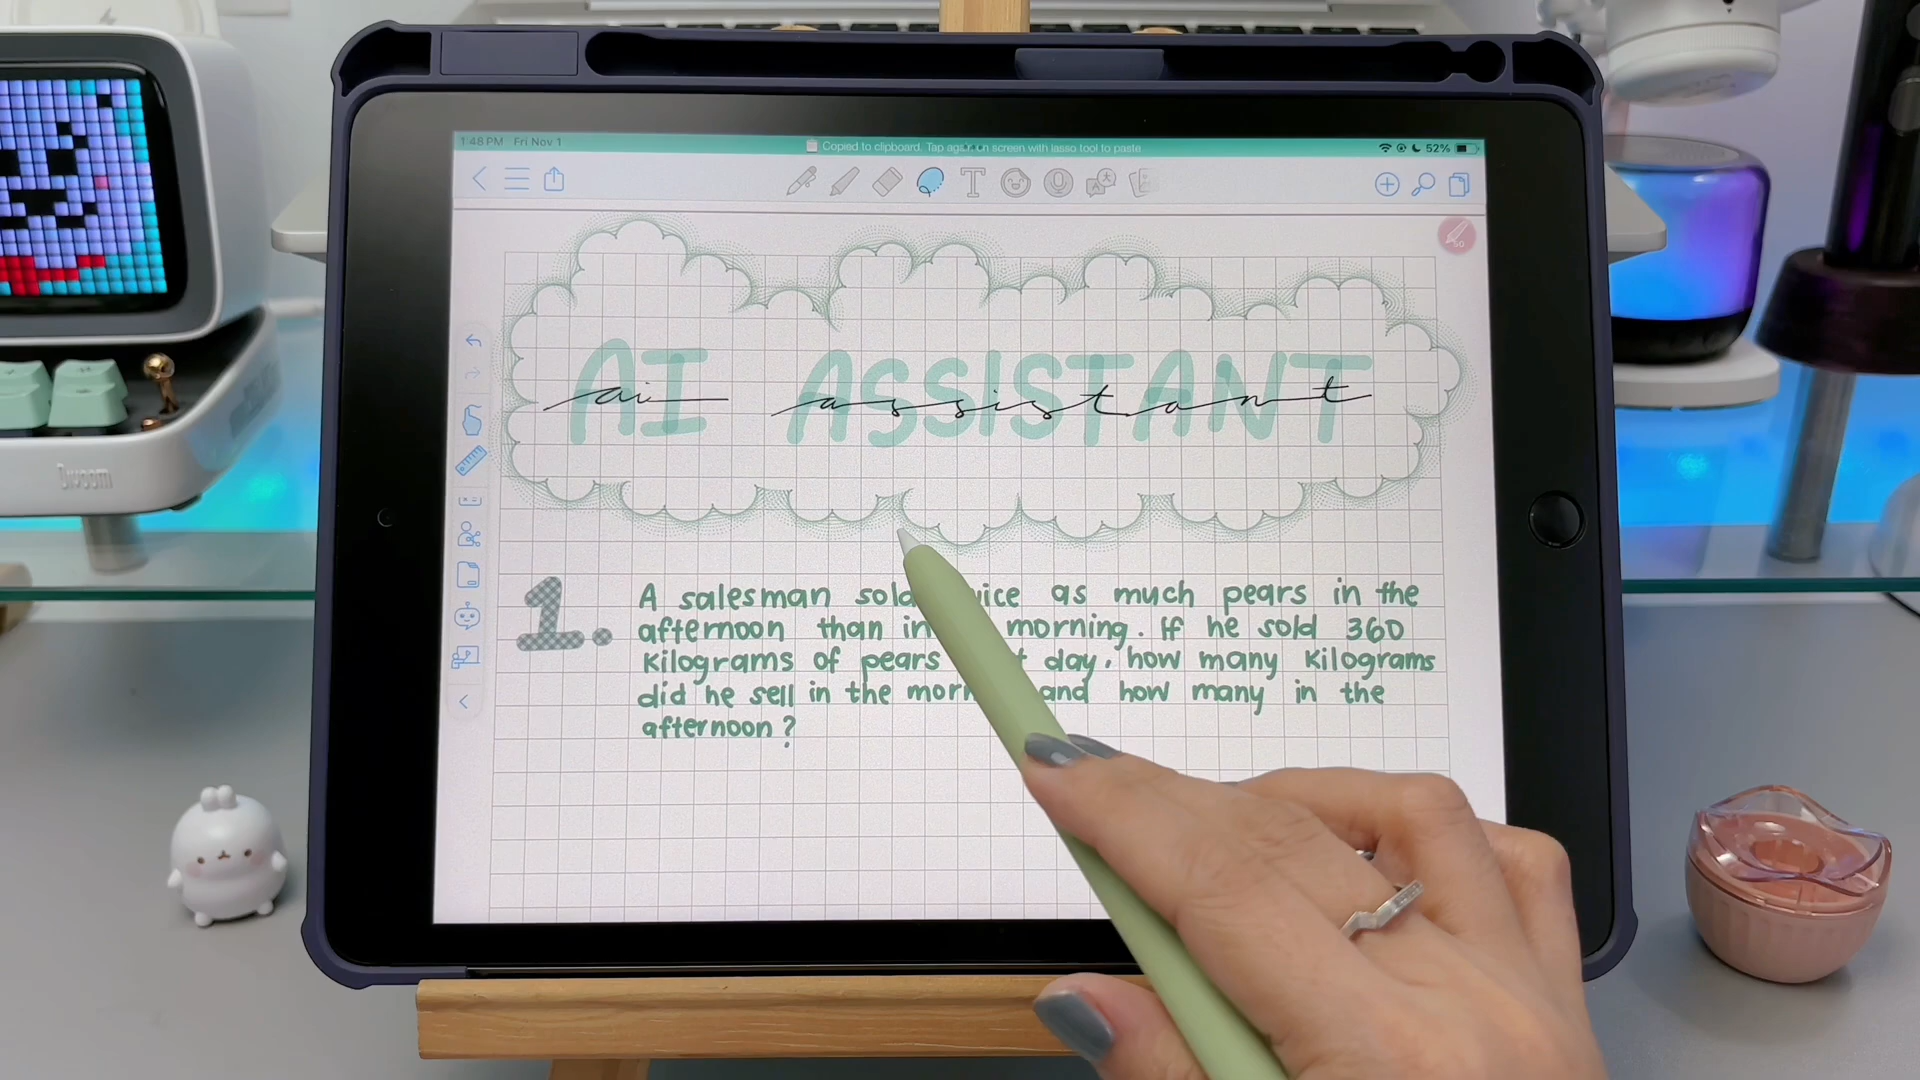 1:48 PM Fri Nov 1
Copied to clipboard. Tap again on screen with lasso tool to paste
52%
50
AI ASSISTANT
ai assistant
1.
A salesman sold as much pears in the
afternoon than in morning. If he sold 360
kilograms of pears day, how many kilograms
did he sell in the and how many in the
afternoon?
Divoom